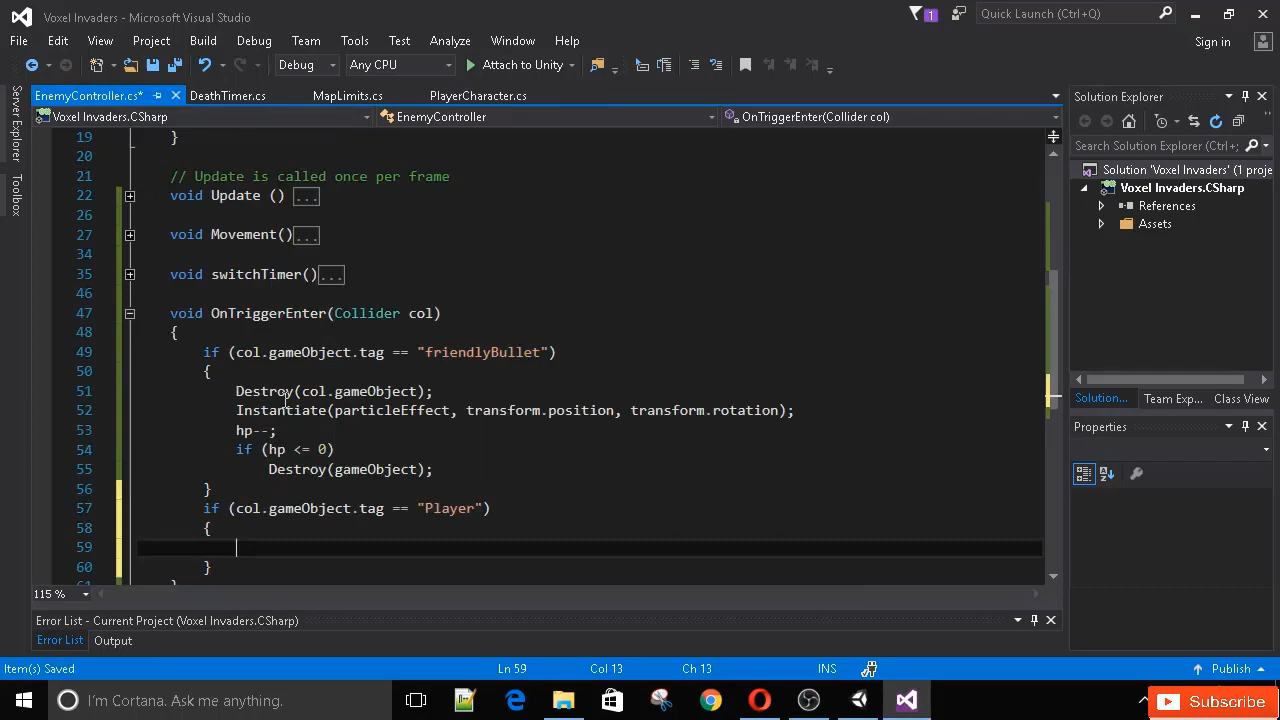 Voxel Invaders - Microsoft Visual Studio
1
Quick Launch (Ctrl+Q)
File Edit View Project Build Debug Team Tools Test Analyze Window Help
Sign in
Debug Any CPU Attach to Unity
EnemyController.cs* DeathTimer.cs MapLimits.cs PlayerCharacter.cs
Voxel Invaders.CSharp EnemyController OnTriggerEnter(Collider col)
Server Explorer
Toolbox
19 }
20
21 // Update is called once per frame
22 void Update () ...
26
27 void Movement()...
34
35 void switchTimer()...
46
47 void OnTriggerEnter(Collider col)
48 {
49 if (col.gameObject.tag == "friendlyBullet")
50 {
51 Destroy(col.gameObject);
52 Instantiate(particleEffect, transform.position, transform.rotation);
53 hp--;
54 if (hp <= 0)
55 Destroy(gameObject);
56 }
57 if (col.gameObject.tag == "Player")
58 {
59
60 }
61 }
115 %
Solution Explorer
Search Solution Explorer (Ctrl+;
Solution 'Voxel Invaders' (1 proje
Voxel Invaders.CSharp
References
Assets
Solution... Team Exp... Class View
Properties
Error List - Current Project (Voxel Invaders.CSharp)
Error List Output
Item(s) Saved Ln 59 Col 13 Ch 13 INS Publish
I'm Cortana. Ask me anything.
Subscribe